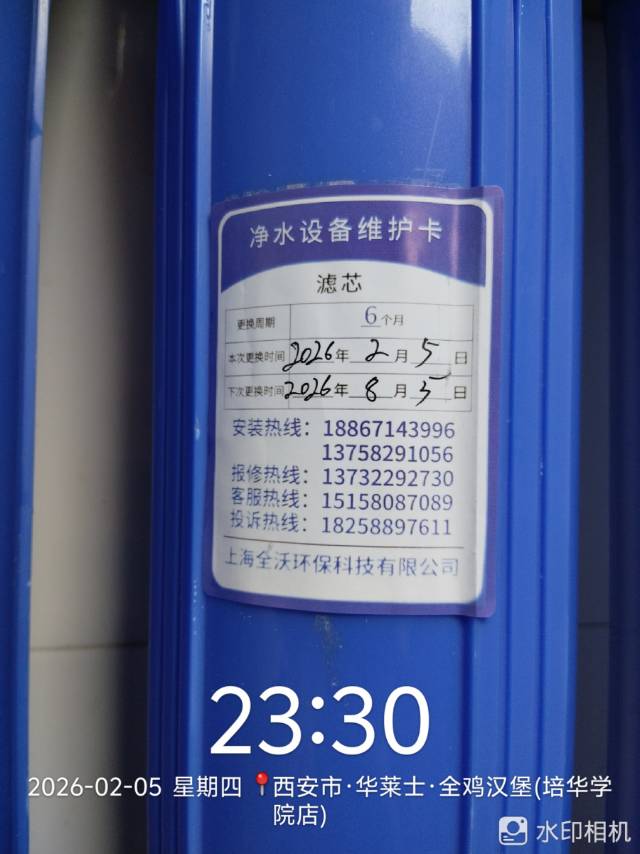 净水设备维护卡
滤芯
更换周期 6个月
本次更换时间 2026年 2月 5日
下次更换时间 2026年 8月 5日
安装热线：18867143996
13758291056
报修热线：13732292730
客服热线：15158087089
投诉热线：18258897611
上海全沃环保科技有限公司
23:30
2026-02-05 星期四 西安市·华莱士·全鸡汉堡(培华学
院店)
水印相机